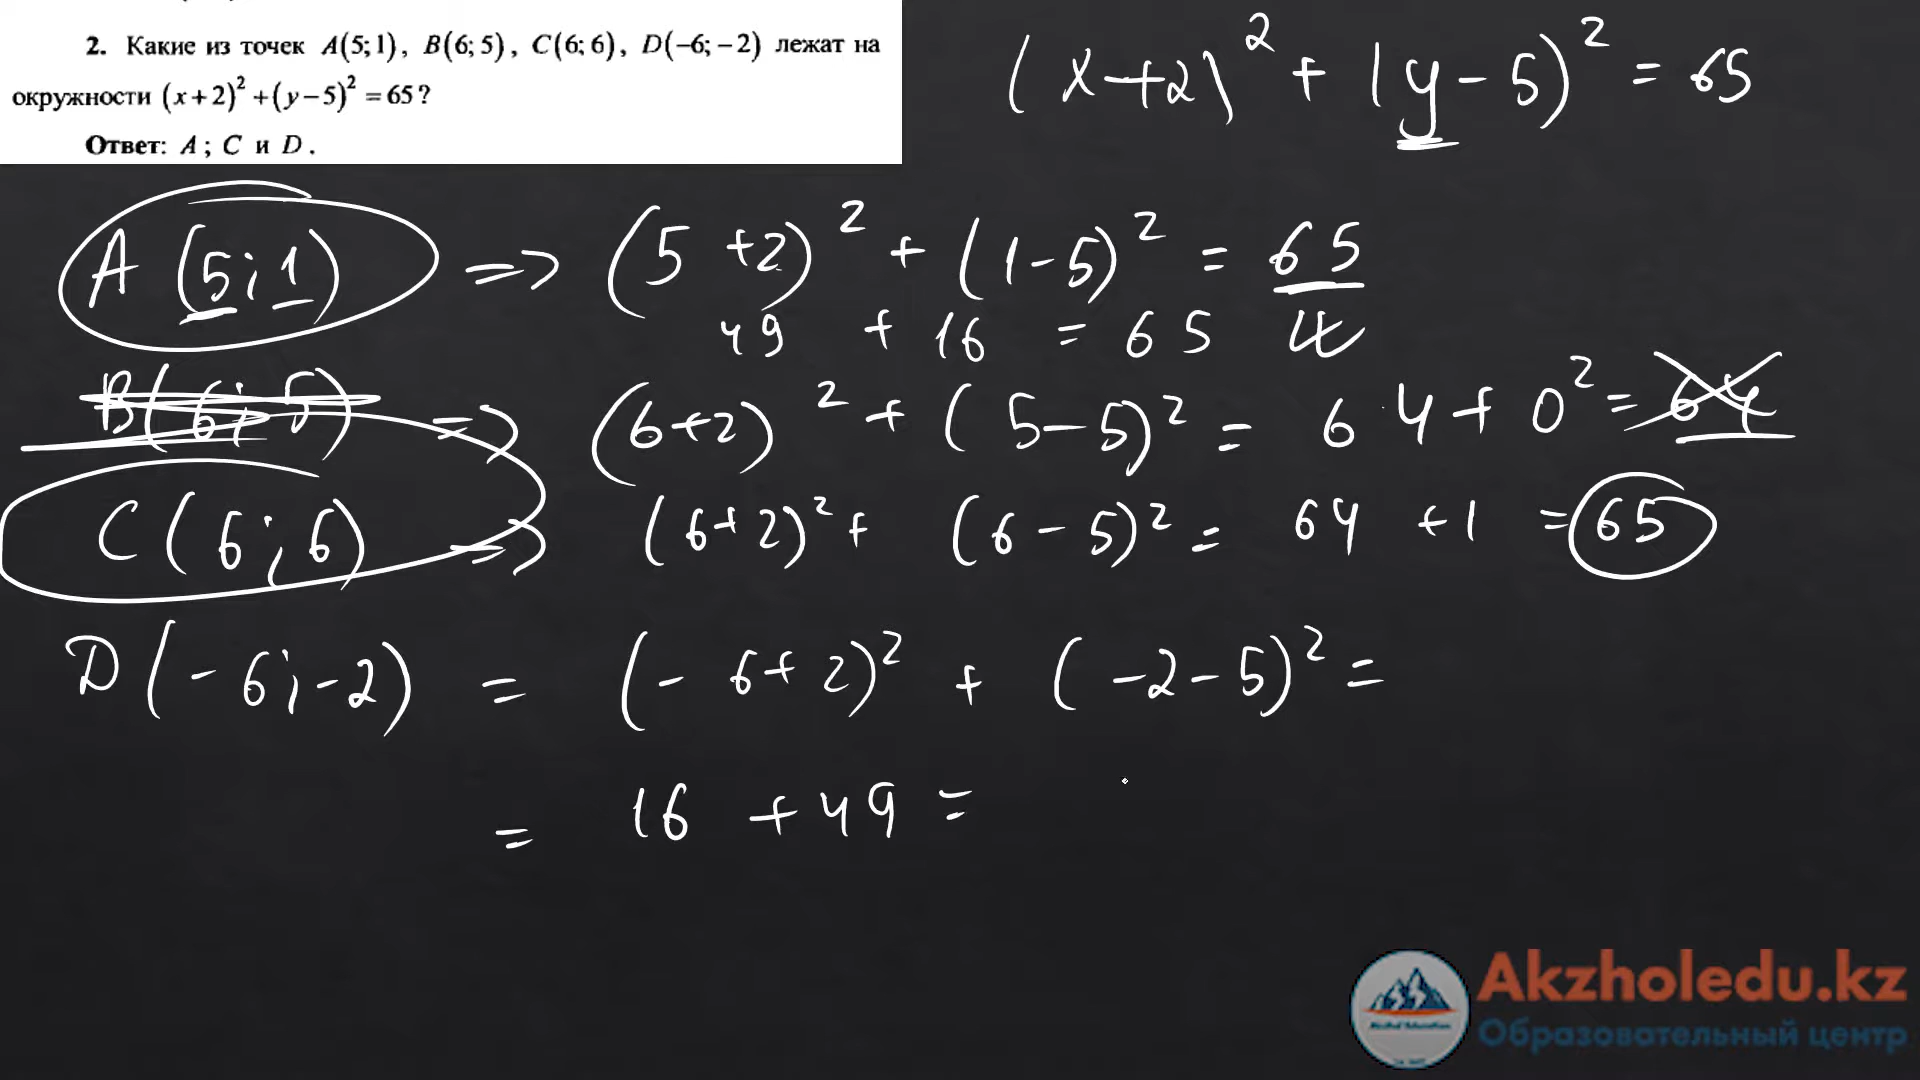 2. Какие из точек A(5;1), B(6;5), C(6;6), D(−6;−2) лежат на
окружности (x+2)² +(y−5)² = 65?
Ответ: A; C и D.
(x+2)² + (y−5)² = 65
A (5;1) => (5+2)² + (1−5)² = 65
49 + 16 = 65
B(6;5) => (6+2)² + (5−5)² = 64 + 0² = 64
C(6;6) => (6+2)² + (6−5)² = 64 + 1 = 65
D(−6;−2) = (−6+2)² + (−2−5)² =
= 16 + 49 =
Akzholedu.kz
Образовательный центр